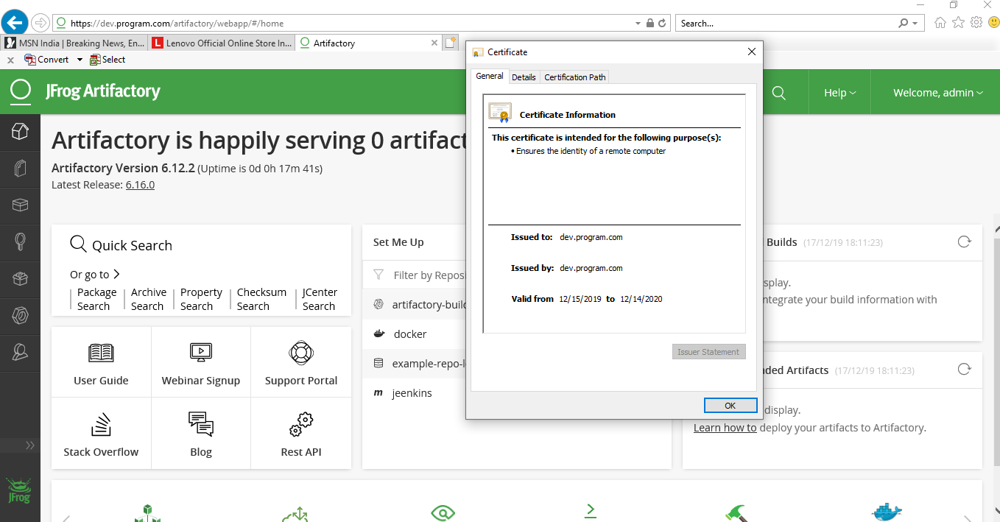 https://dev.program.com/artifactory/webapp/#/home
Search...
MSN India | Breaking News, En...
Lenovo Official Online Store In...
Artifactory
Convert
Select
JFrog Artifactory
Help
Welcome, admin
Artifactory is happily serving 0 artifact
Artifactory Version 6.12.2 (Uptime is 0d 0h 17m 41s)
Latest Release: 6.16.0
Quick Search
Or go to
Package Search
Archive Search
Property Search
Checksum Search
JCenter Search
User Guide
Webinar Signup
Support Portal
Stack Overflow
Blog
Rest API
Set Me Up
Filter by Reposi
artifactory-build
docker
example-repo-l
jeenkins
Certificate
General
Details
Certification Path
Certificate Information
This certificate is intended for the following purpose(s):
• Ensures the identity of a remote computer
Issued to: dev.program.com
Issued by: dev.program.com
Valid from 12/15/2019 to 12/14/2020
Issuer Statement
OK
Builds (17/12/19 18:11:23)
splay.
ntegrate your build information with
ded Artifacts (17/12/19 18:11:23)
display.
Learn how to deploy your artifacts to Artifactory.
JFrog